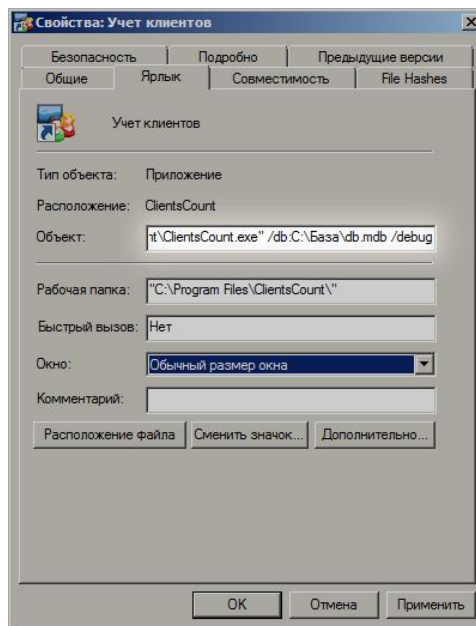 Свойства: Учет клиентов
Безопасность Подробно Предыдущие версии
Общие Ярлык Совместимость File Hashes
Учет клиентов
Тип объекта: Приложение
Расположение: ClientsCount
Объект: nt\ClientsCount.exe" /db:C:\База\db.mdb /debug
Рабочая папка: "C:\Program Files\ClientsCount\"
Быстрый вызов: Нет
Окно: Обычный размер окна
Комментарий:
Расположение файла Сменить значок... Дополнительно...
OK Отмена Применить